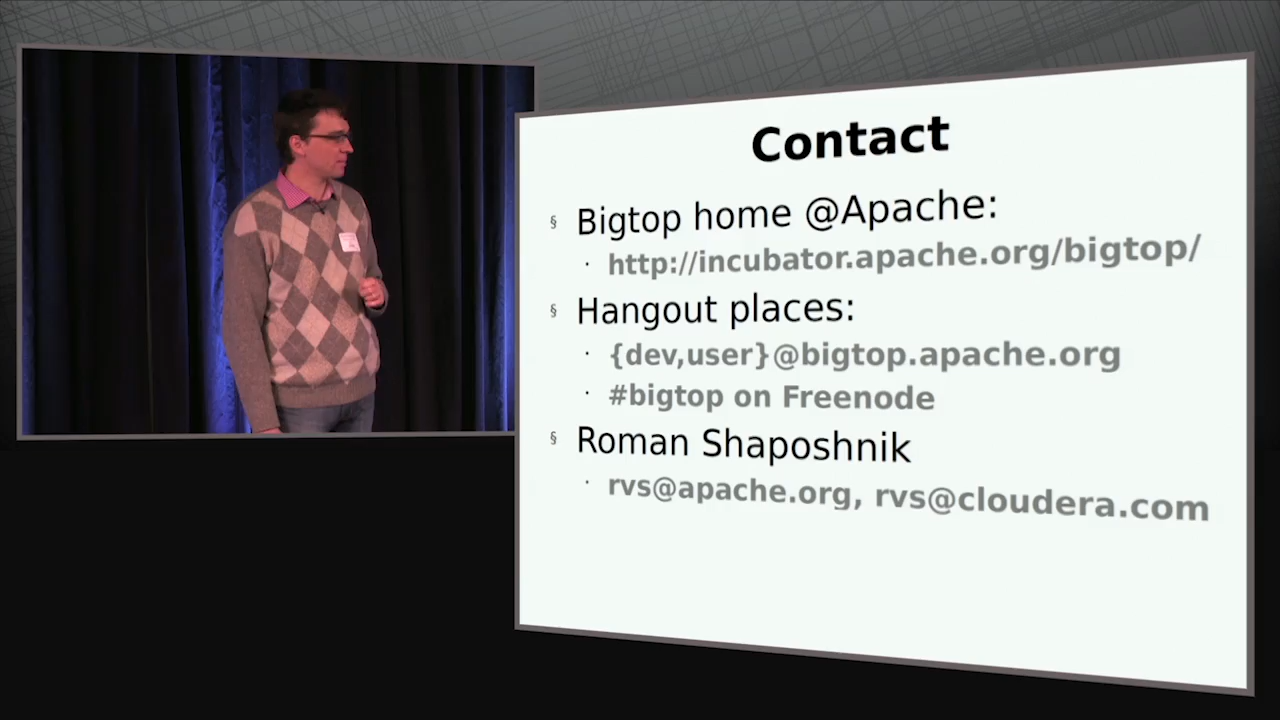 Contact
§ Bigtop home @Apache:
· http://incubator.apache.org/bigtop/
§ Hangout places:
· {dev,user}@bigtop.apache.org
· #bigtop on Freenode
§ Roman Shaposhnik
· rvs@apache.org, rvs@cloudera.com